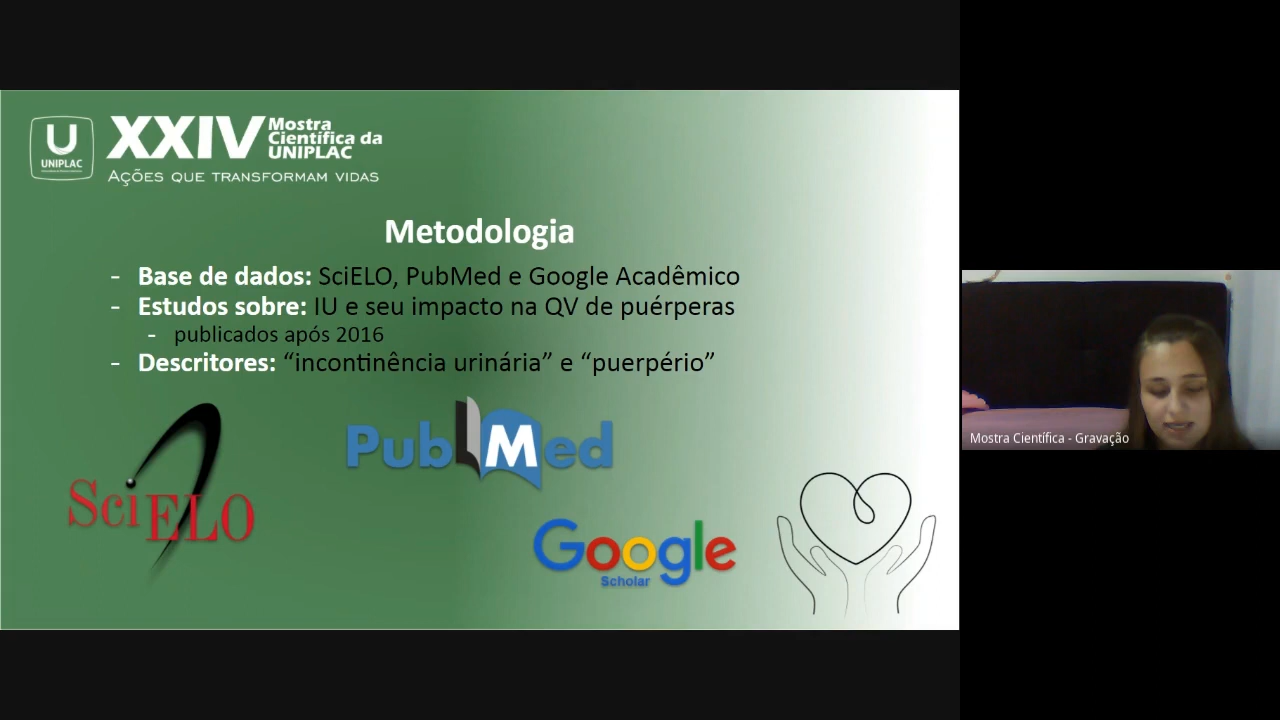 U
UNIPLAC
XXIV Mostra
Científica da
UNIPLAC
AÇÕES QUE TRANSFORMAM VIDAS
Metodologia
- Base de dados: SciELO, PubMed e Google Acadêmico
- Estudos sobre: IU e seu impacto na QV de puérperas
- publicados após 2016
- Descritores: “incontinência urinária” e “puerpério”
PubMed
SciELO
Google
Scholar
Mostra Científica - Gravação